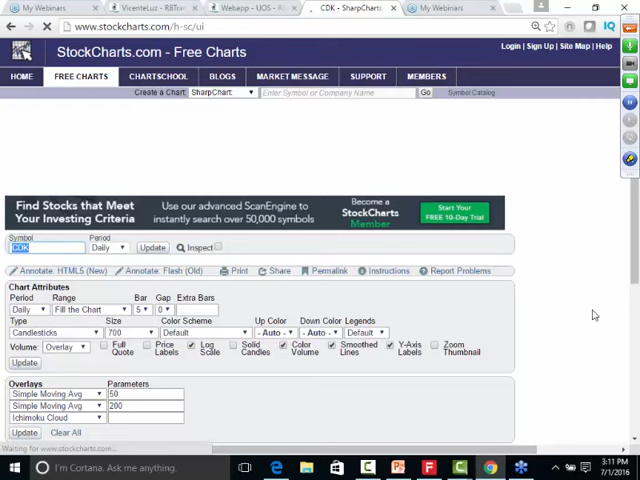 My Webinars
VicenteLuz - RBTra
Webapp - UOS - RBTra
CDK - SharpCharts
My Webinars
www.stockcharts.com/h-sc/ui
StockCharts.com - Free Charts
Login | Sign Up | Site Map | Help
HOME FREE CHARTS CHARTSCHOOL BLOGS MARKET MESSAGE SUPPORT MEMBERS
Create a Chart: SharpChart Enter Symbol or Company Name Go Symbol Catalog
Find Stocks that Meet Your Investing Criteria
Use our advanced ScanEngine to instantly search over 50,000 symbols
Become a StockCharts Member
Start Your FREE 10-Day Trial
Symbol Period
CDK Daily Update Inspect
Annotate: HTML5 (New) Annotate: Flash (Old) Print Share Permalink Instructions Report Problems
Chart Attributes
Period Range Bar Gap Extra Bars
Daily Fill the Chart 5 0
Type Size Color Scheme Up Color Down Color Legends
Candlesticks 700 Default - Auto - - Auto - Default
Volume: Overlay Full Quote Price Labels Log Scale Solid Candles Color Volume Smoothed Lines Y-Axis Labels Zoom Thumbnail
Update
Overlays Parameters
Simple Moving Avg 50
Simple Moving Avg 200
Ichimoku Cloud
Update Clear All
Waiting for www.stockcharts.com...
I'm Cortana. Ask me anything.
3:11 PM
7/1/2016